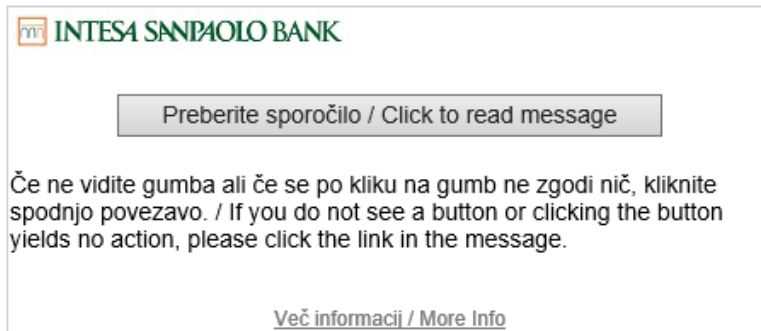 INTESA SANPAOLO BANK
Preberite sporočilo / Click to read message
Če ne vidite gumba ali če se po kliku na gumb ne zgodi nič, kliknite
spodnjo povezavo. / If you do not see a button or clicking the button
yields no action, please click the link in the message.
Več informacij / More Info